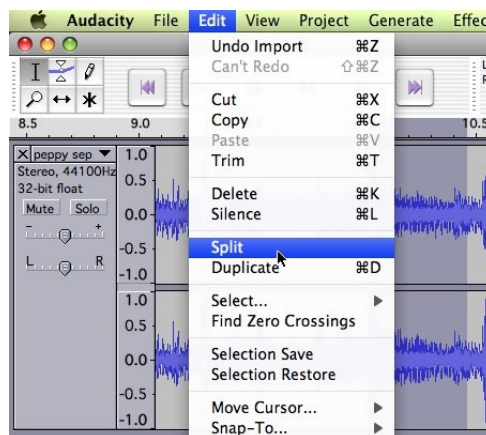 Audacity File Edit View Project Generate Effec
Undo Import ⌘Z
Can't Redo ⇧⌘Z
Cut ⌘X
Copy ⌘C
Paste ⌘V
Trim ⌘T
Delete ⌘K
Silence ⌘L
Split
Duplicate ⌘D
Select...
Find Zero Crossings
Selection Save
Selection Restore
Move Cursor...
Snap-To...
L
R
8.5 9.0 10.5
X peppy sep
Stereo, 44100Hz
32-bit float
Mute Solo
- +
L R
1.0
0.5
0.0
-0.5
-1.0
1.0
0.5
0.0
-0.5
-1.0